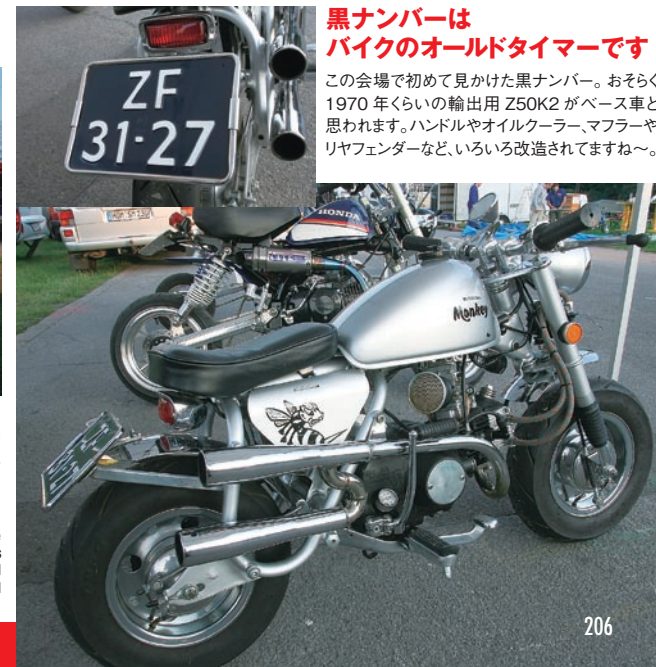 黒ナンバーは
バイクのオールドタイマーです
この会場で初めて見かけた黒ナンバー。おそらく
1970 年くらいの輸出用 Z50K2 がベース車と
思われます。ハンドルやオイルクーラー、マフラーや
リヤフェンダーなど、いろいろ改造されてますね〜。
ZF
31-27
HONDA
Monkey
206